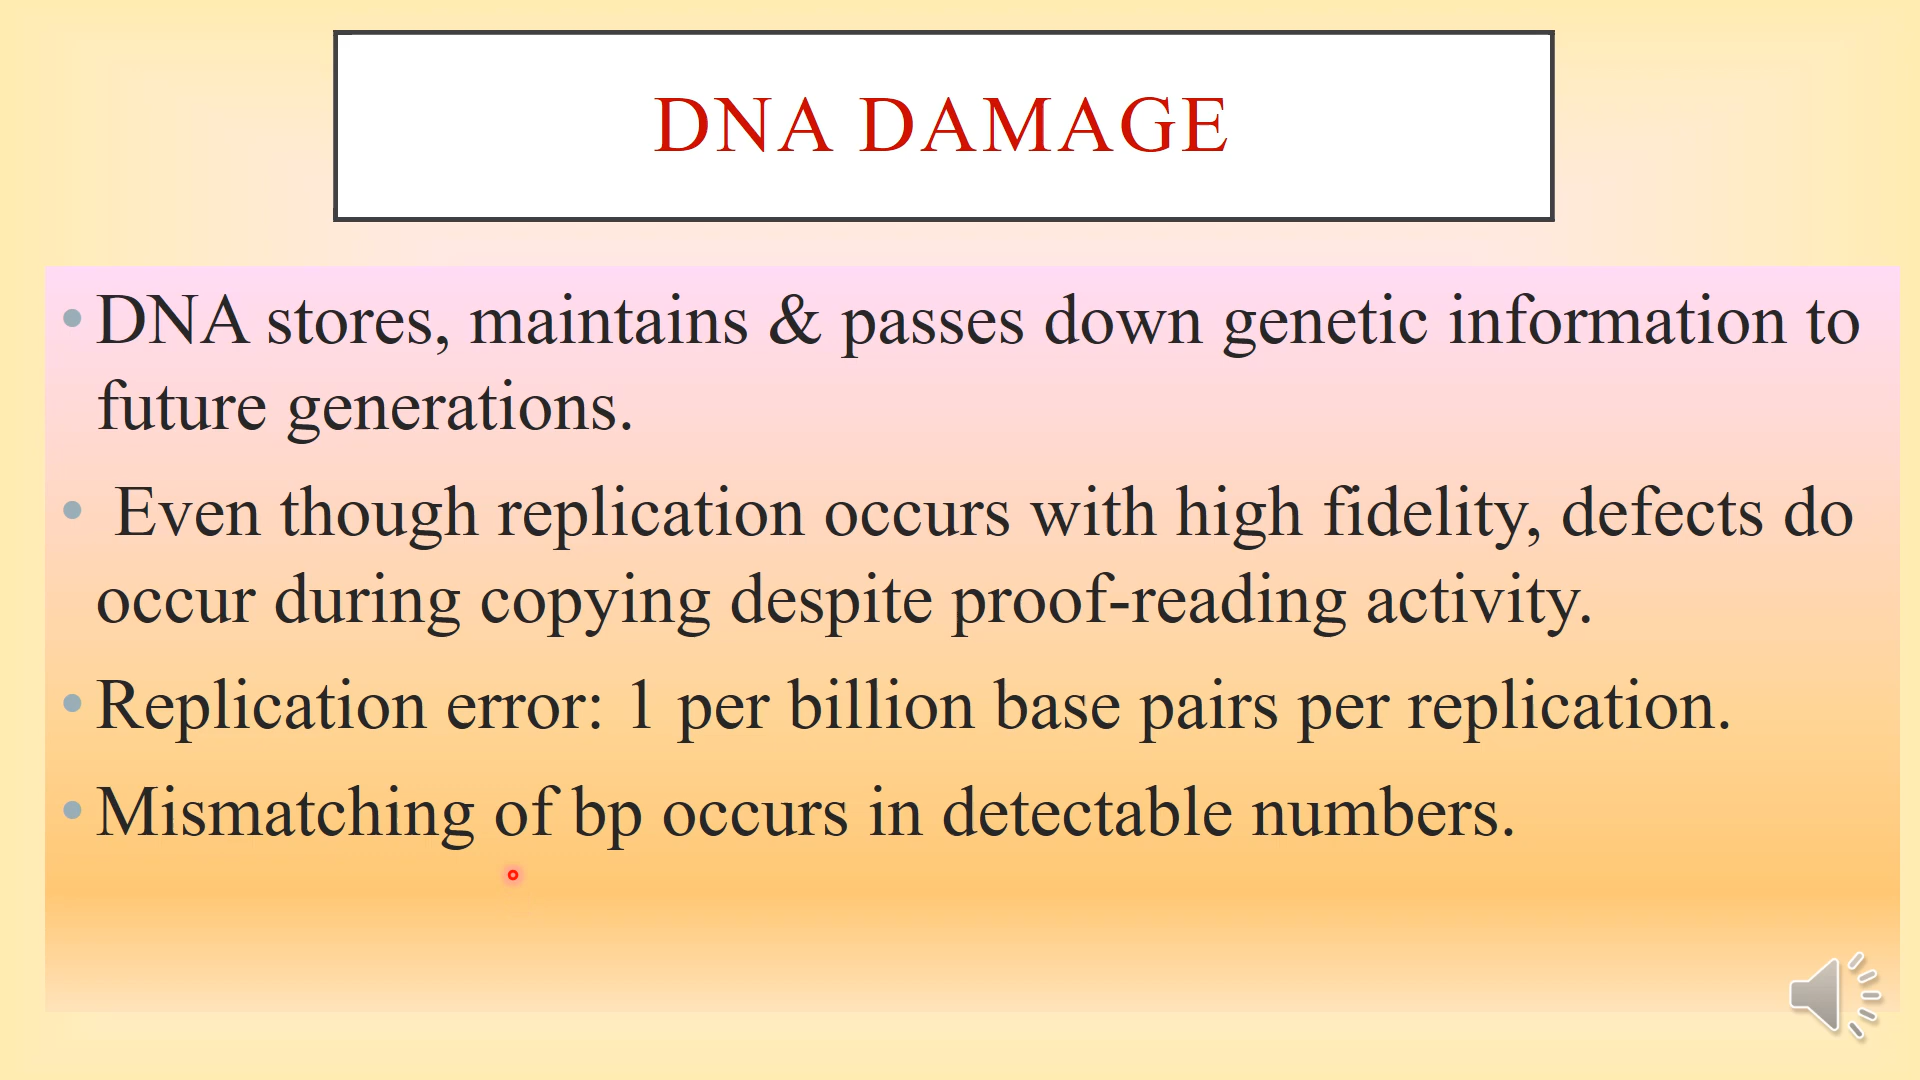 DNA DAMAGE
• DNA stores, maintains & passes down genetic information to
future generations.
• Even though replication occurs with high fidelity, defects do
occur during copying despite proof-reading activity.
• Replication error: 1 per billion base pairs per replication.
• Mismatching of bp occurs in detectable numbers.